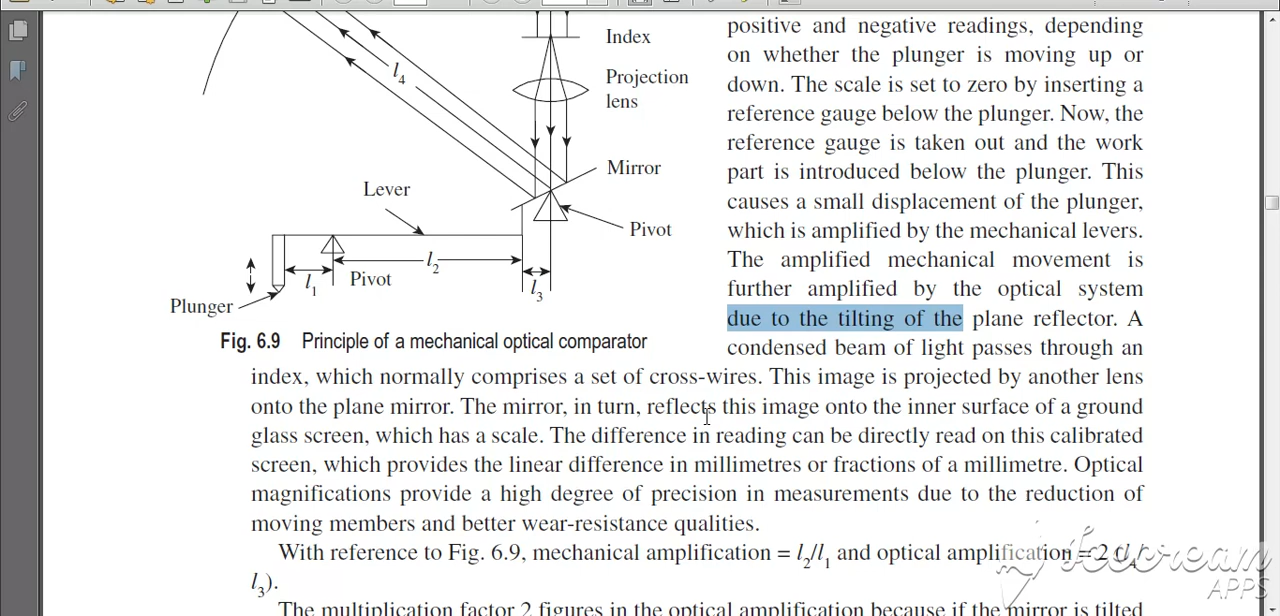 Index
Projection
lens
l4
Mirror
Lever
Pivot
l1
l2
l3
Pivot
Plunger
Fig. 6.9 Principle of a mechanical optical comparator
positive and negative readings, depending
on whether the plunger is moving up or
down. The scale is set to zero by inserting a
reference gauge below the plunger. Now, the
reference gauge is taken out and the work
part is introduced below the plunger. This
causes a small displacement of the plunger,
which is amplified by the mechanical levers.
The amplified mechanical movement is
further amplified by the optical system
due to the tilting of the plane reflector. A
condensed beam of light passes through an
index, which normally comprises a set of cross-wires. This image is projected by another lens
onto the plane mirror. The mirror, in turn, reflects this image onto the inner surface of a ground
glass screen, which has a scale. The difference in reading can be directly read on this calibrated
screen, which provides the linear difference in millimetres or fractions of a millimetre. Optical
magnifications provide a high degree of precision in measurements due to the reduction of
moving members and better wear-resistance qualities.
With reference to Fig. 6.9, mechanical amplification = l2/l1 and optical amplification = 2 (l4/
l3).
The multiplication factor 2 figures in the optical amplification because if the mirror is tilted
Icecream
APPS